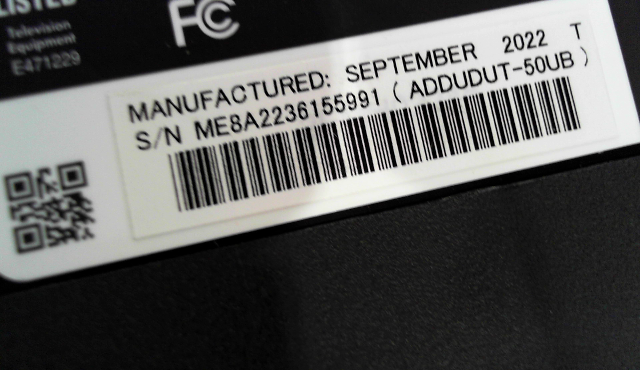 LISTED
Television
Equipment
E471229
FC
MANUFACTURED: SEPTEMBER 2022 T
S/N ME8A2236155991 ( ADDUDUT-50UB )